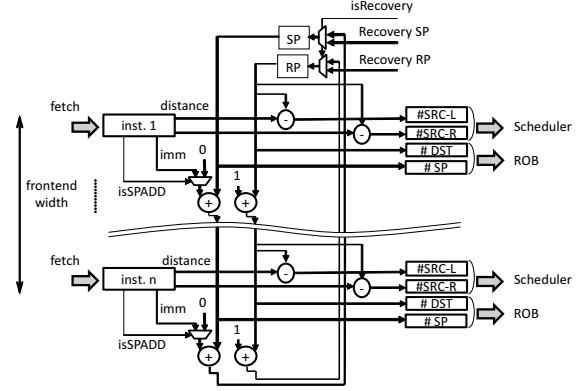 isRecovery
SP
Recovery SP
RP
Recovery RP
fetch
distance
inst. 1
-
-
#SRC-L
#SRC-R
# DST
# SP
Scheduler
ROB
imm
0
isSPADD
1
+
+
frontend
width
fetch
distance
inst. n
-
-
#SRC-L
#SRC-R
# DST
# SP
Scheduler
ROB
imm
0
isSPADD
1
+
+